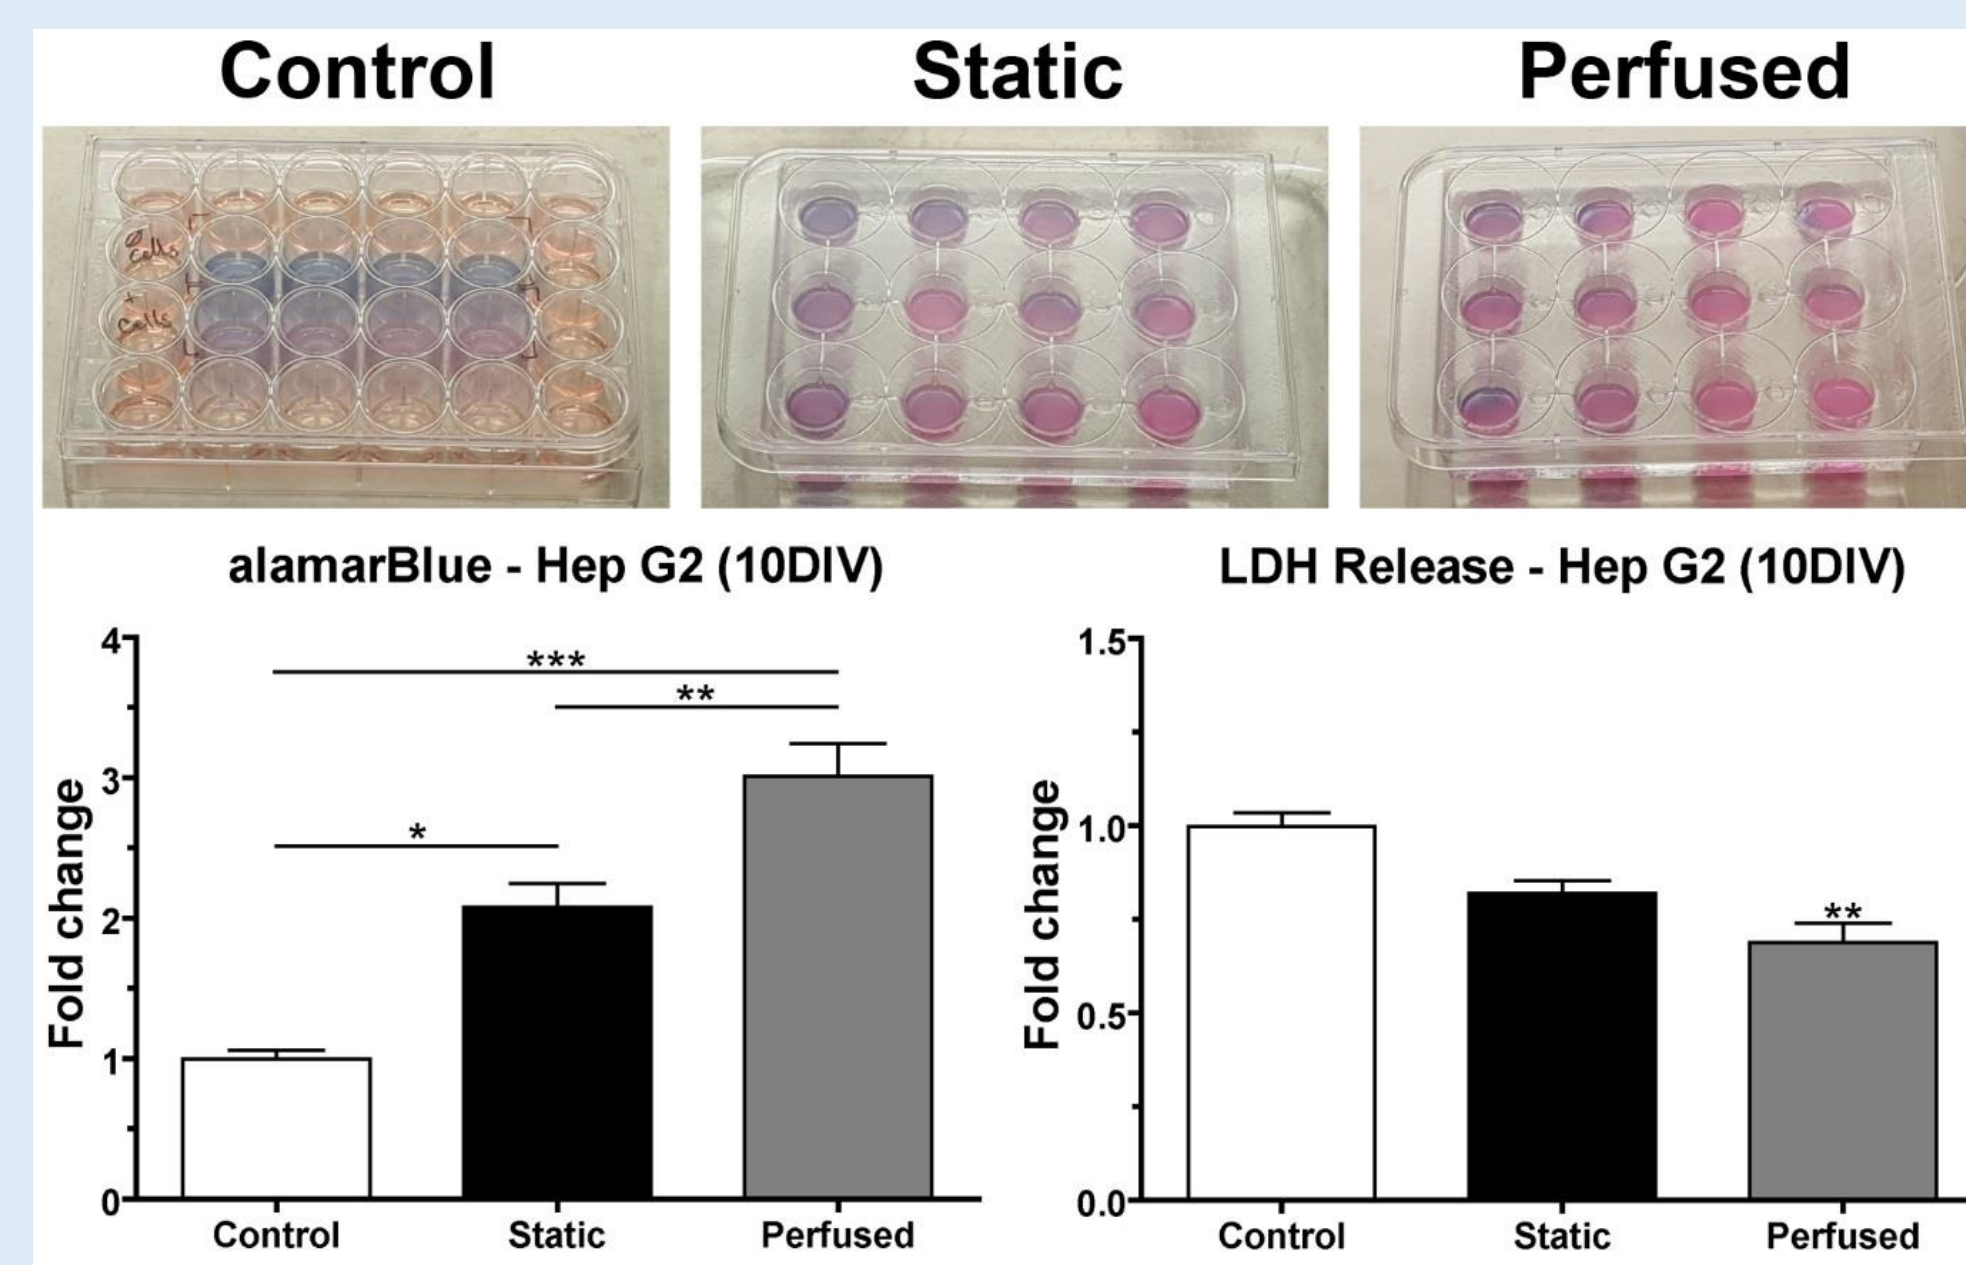 Control
Static
Perfused
Ø
cells
+
cells
alamarBlue - Hep G2 (10DIV)
Fold change
4
3
2
1
0
***
**
*
Control
Static
Perfused
LDH Release - Hep G2 (10DIV)
Fold change
1.5
1.0
0.5
0.0
**
Control
Static
Perfused